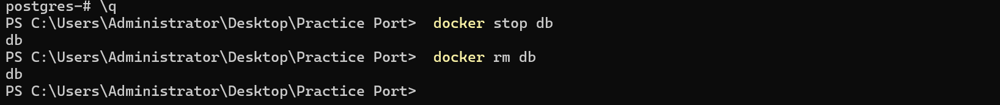 postgres-# \q
PS C:\Users\Administrator\Desktop\Practice Port>  docker stop db
db
PS C:\Users\Administrator\Desktop\Practice Port>  docker rm db
db
PS C:\Users\Administrator\Desktop\Practice Port>